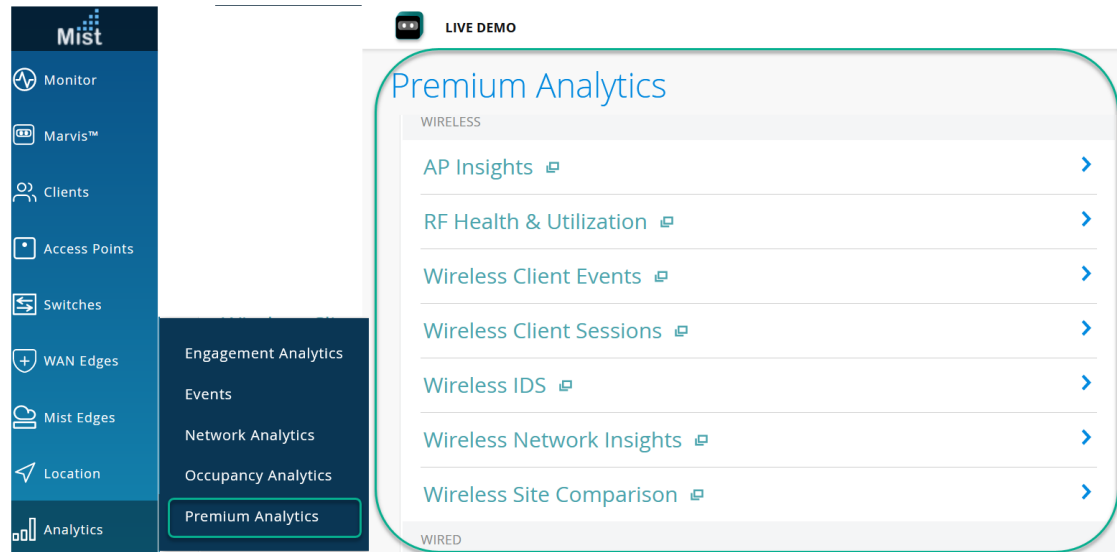 Mist
Monitor
Marvis™
Clients
Access Points
Switches
WAN Edges
Mist Edges
Location
Analytics
Engagement Analytics
Events
Network Analytics
Occupancy Analytics
Premium Analytics
LIVE DEMO
Premium Analytics
WIRELESS
AP Insights
RF Health & Utilization
Wireless Client Events
Wireless Client Sessions
Wireless IDS
Wireless Network Insights
Wireless Site Comparison
WIRED